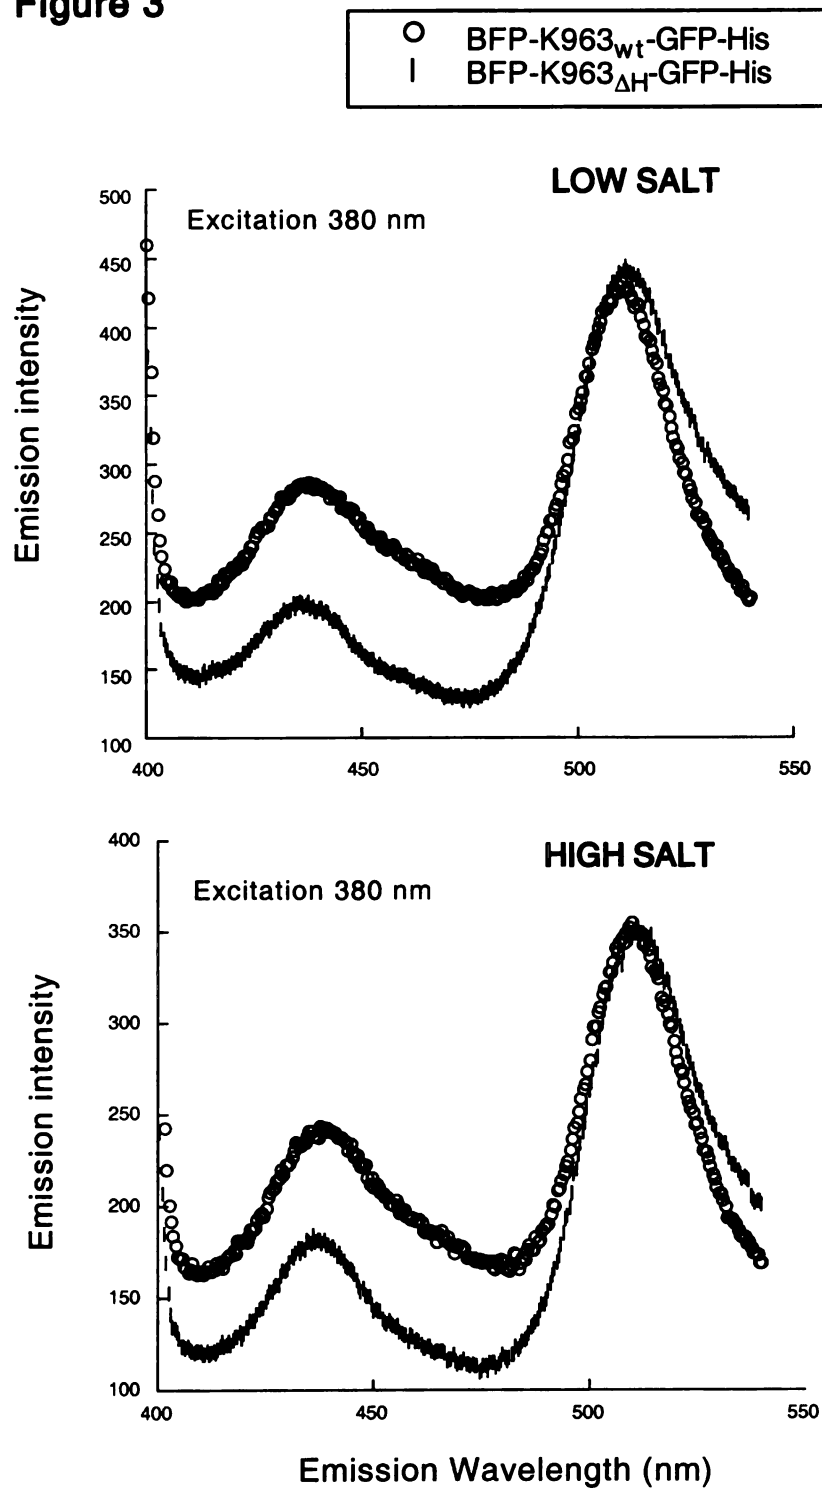 Figure 3
BFP-K963wt-GFP-His
BFP-K963ΔH-GFP-His
LOW SALT
Excitation 380 nm
Emission intensity
500
450
400
350
300
250
200
150
100
400 450 500 550
HIGH SALT
Excitation 380 nm
Emission intensity
400
350
300
250
200
150
100
400 450 500 550
Emission Wavelength (nm)